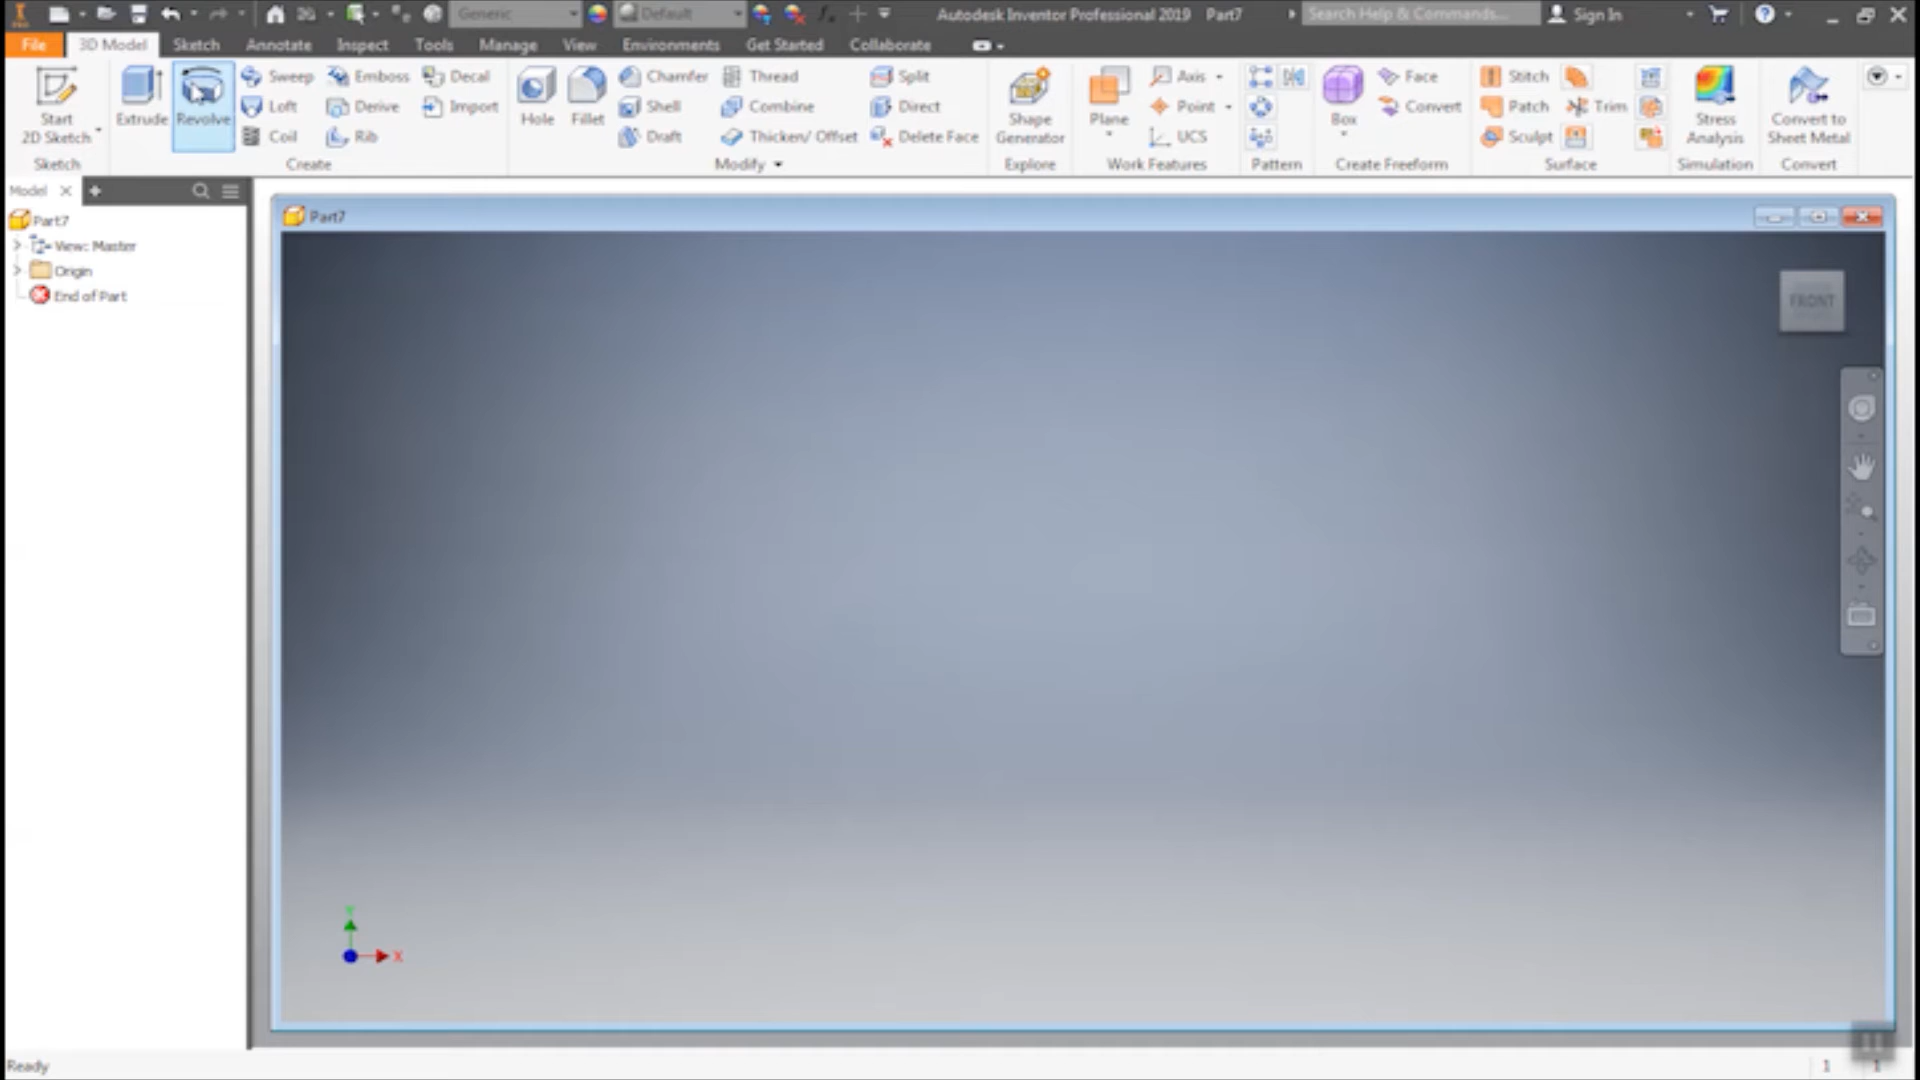 Generic Default Autodesk Inventor Professional 2019 Part7 Search Help & Commands... Sign In
File 3D Model Sketch Annotate Inspect Tools Manage View Environments Get Started Collaborate
Start 2D Sketch
Extrude
Revolve
Sweep
Loft
Coil
Emboss
Derive
Rib
Decal
Import
Hole
Fillet
Chamfer
Shell
Draft
Thread
Combine
Thicken/ Offset
Split
Direct
Delete Face
Shape
Generator
Plane
Axis
Point
UCS
Box
Face
Convert
Stitch
Patch
Sculpt
Trim
Stress
Analysis
Convert to
Sheet Metal
Sketch Create Modify Explore Work Features Pattern Create Freeform Surface Simulation Convert
Model
Part7
View: Master
Origin
End of Part
Part7
FRONT
Y
X
Ready
1 1